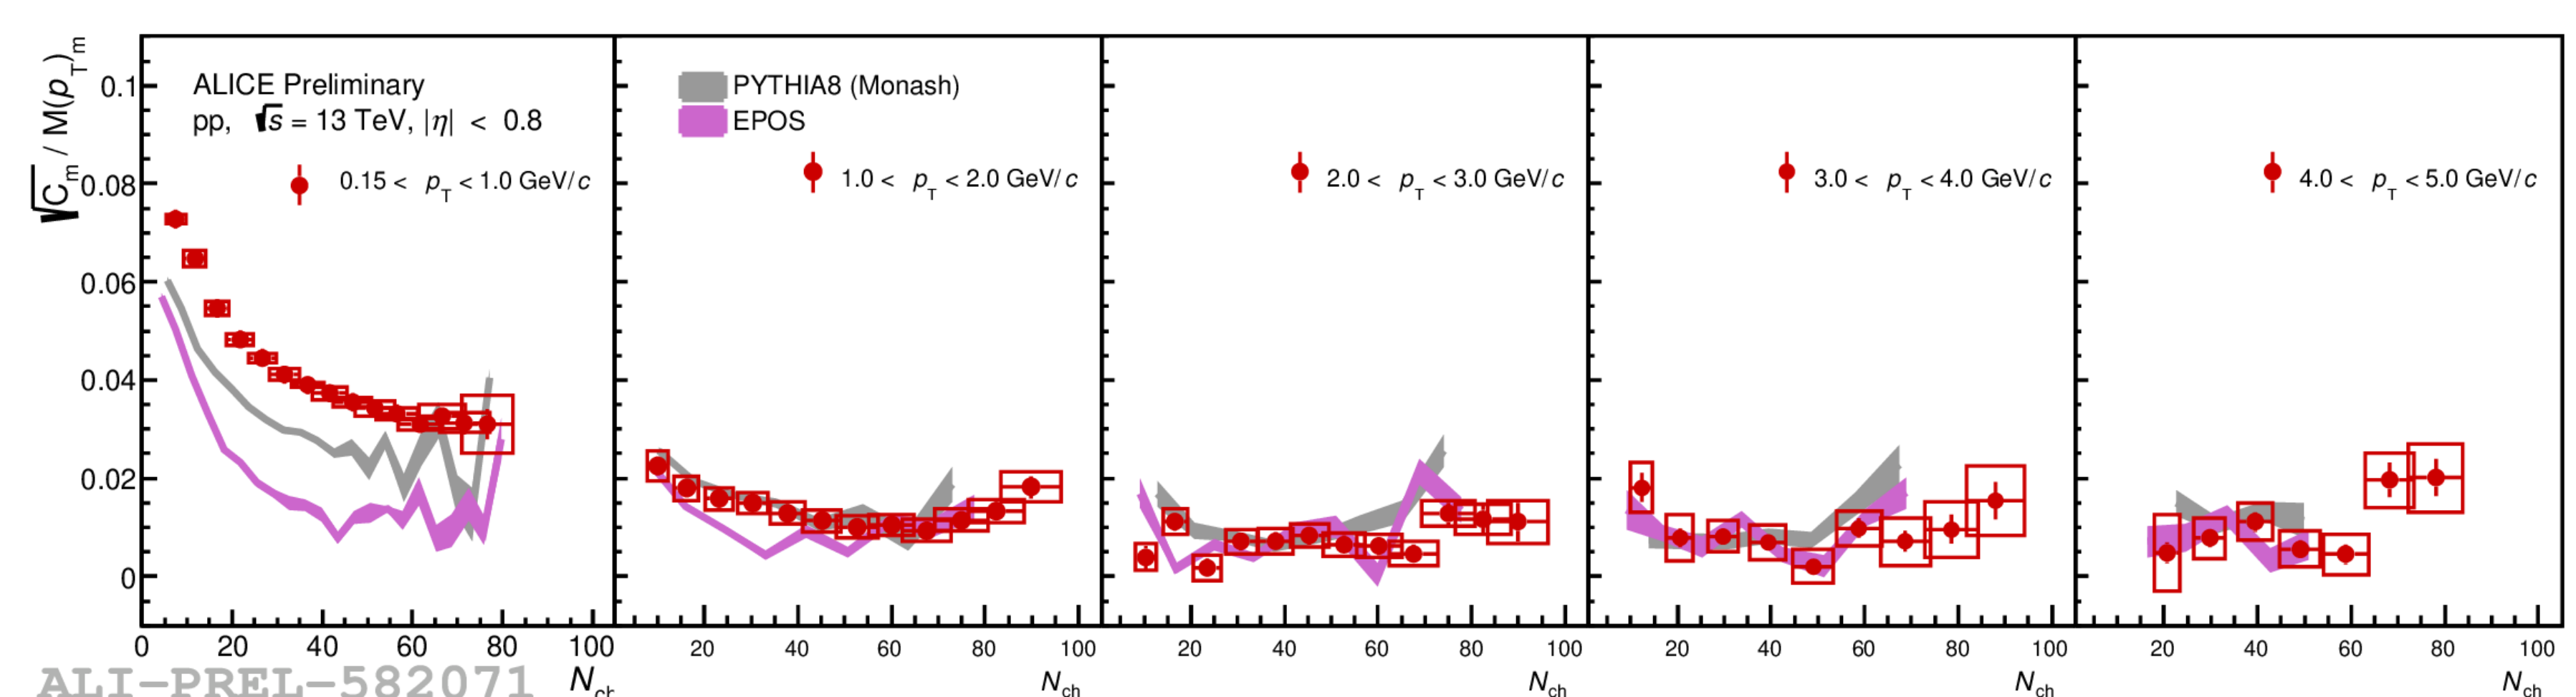 √C_m / M(p_T)_m
0.1
0.08
0.06
0.04
0.02
0
ALICE Preliminary
pp, √s = 13 TeV, |η| < 0.8
0.15 < p_T < 1.0 GeV/c
PYTHIA8 (Monash)
EPOS
1.0 < p_T < 2.0 GeV/c
2.0 < p_T < 3.0 GeV/c
3.0 < p_T < 4.0 GeV/c
4.0 < p_T < 5.0 GeV/c
0 20 40 60 80 100
20 40 60 80 100
20 40 60 80 100
20 40 60 80 100
20 40 60 80 100
N_ch
N_ch
N_ch
N_ch
N_ch
ALI-PREL-582071